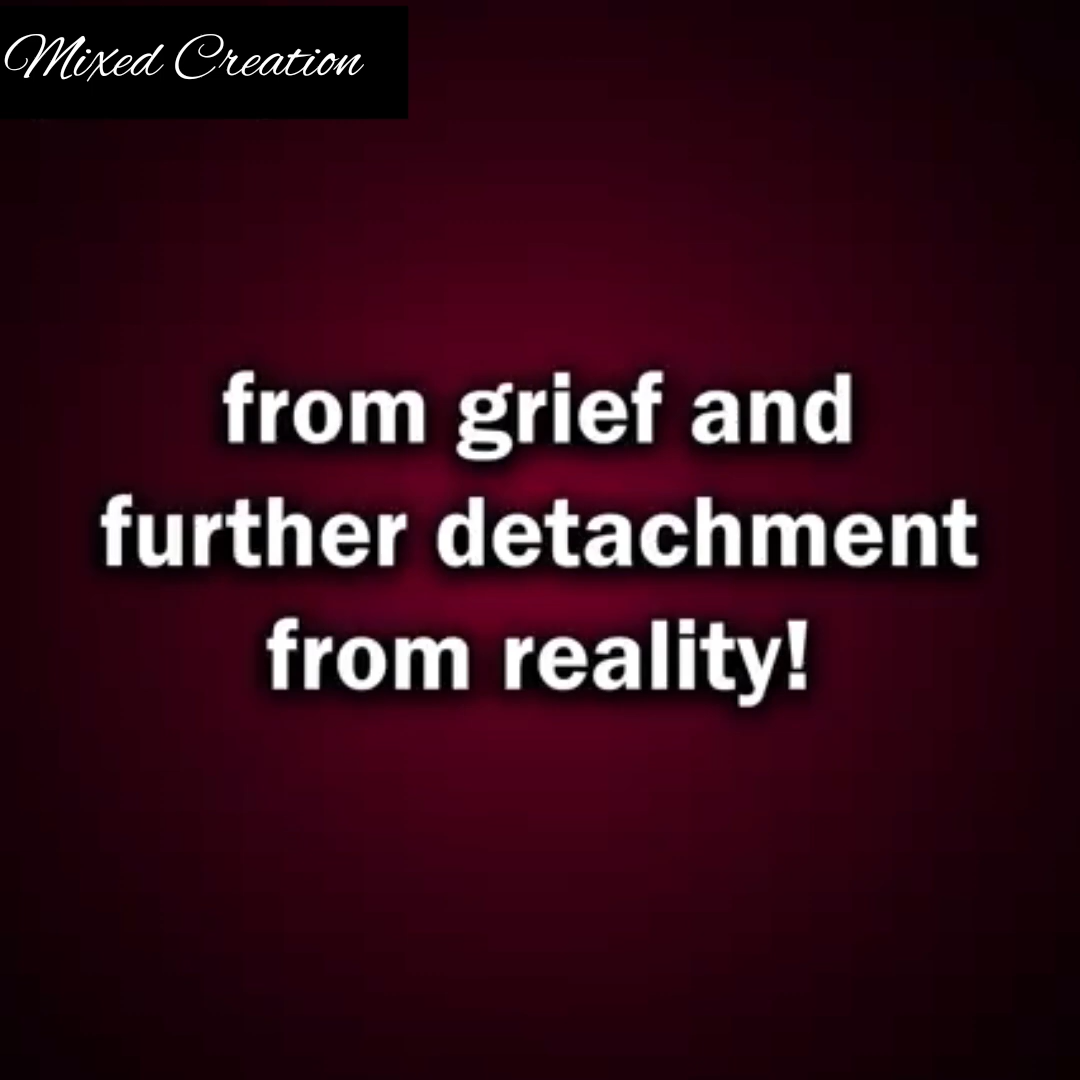 Mixed Creation
from grief and
further detachment
from reality!